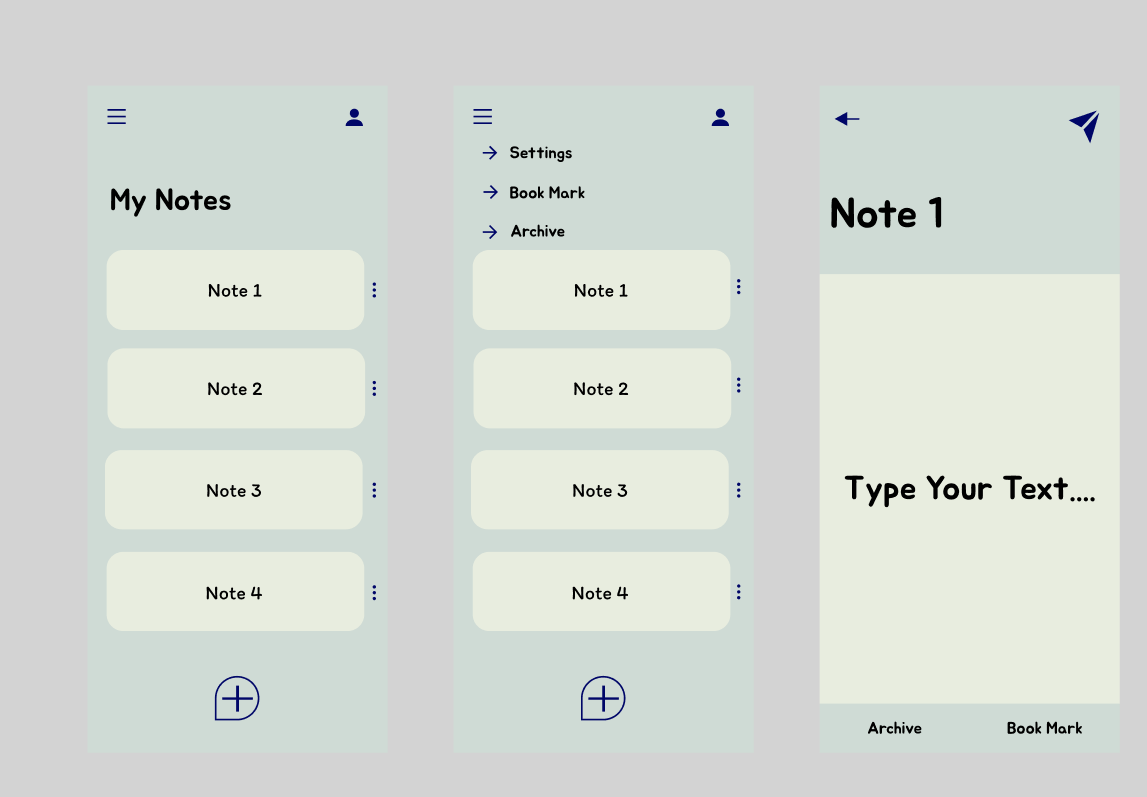 My Notes
Note 1
Note 2
Note 3
Note 4
Settings
Book Mark
Archive
Note 1
Note 2
Note 3
Note 4
Note 1
Type Your Text....
Archive Book Mark